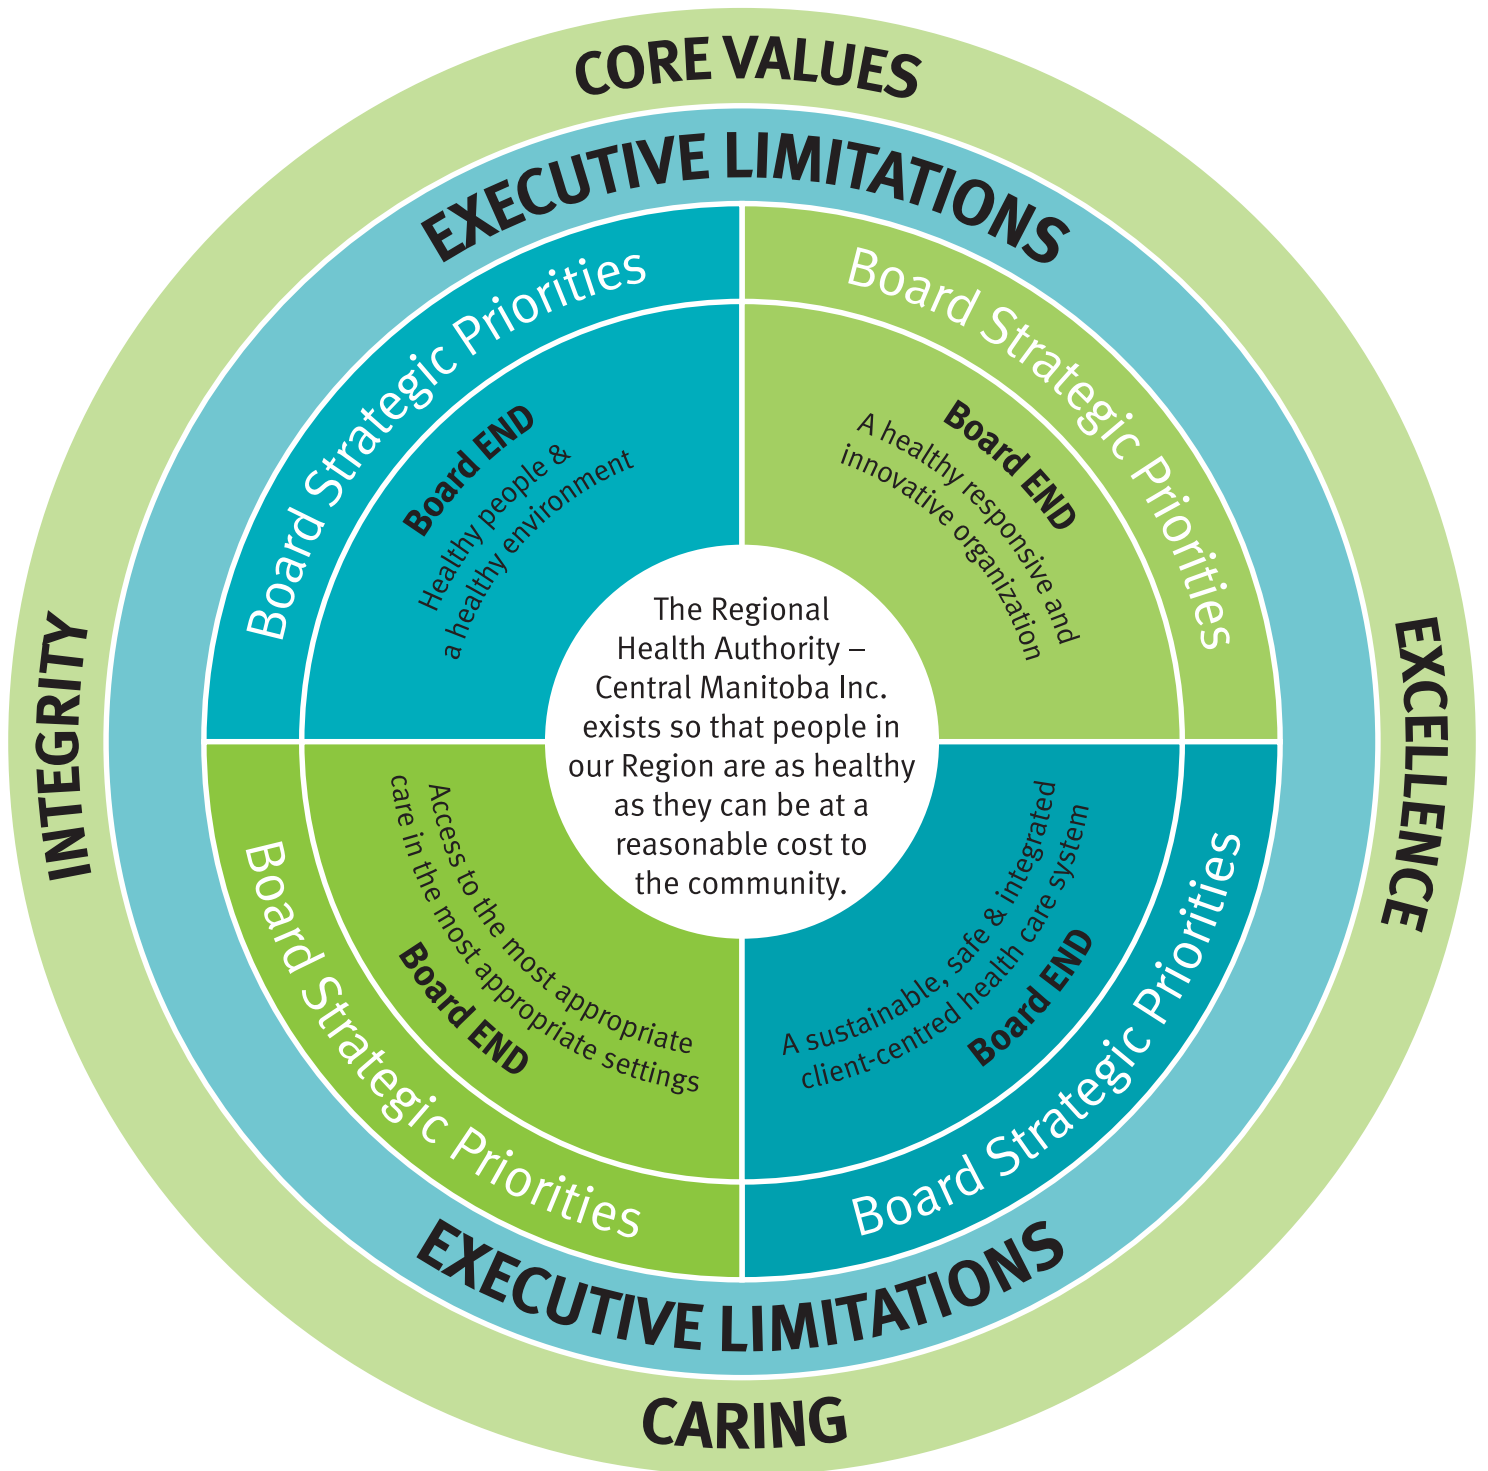 CORE VALUES
EXECUTIVE LIMITATIONS
Board Strategic Priorities
Board END
Healthy people &
a healthy environment
Board Strategic Priorities
Board END
A healthy responsive and
innovative organization
INTEGRITY
The Regional
Health Authority –
Central Manitoba Inc.
exists so that people in
our Region are as healthy
as they can be at a
reasonable cost to
the community.
EXCELLENCE
Access to the most appropriate
care in the most appropriate settings
Board END
Board Strategic Priorities
A sustainable, safe & integrated
client-centred health care system
Board END
Board Strategic Priorities
EXECUTIVE LIMITATIONS
CARING